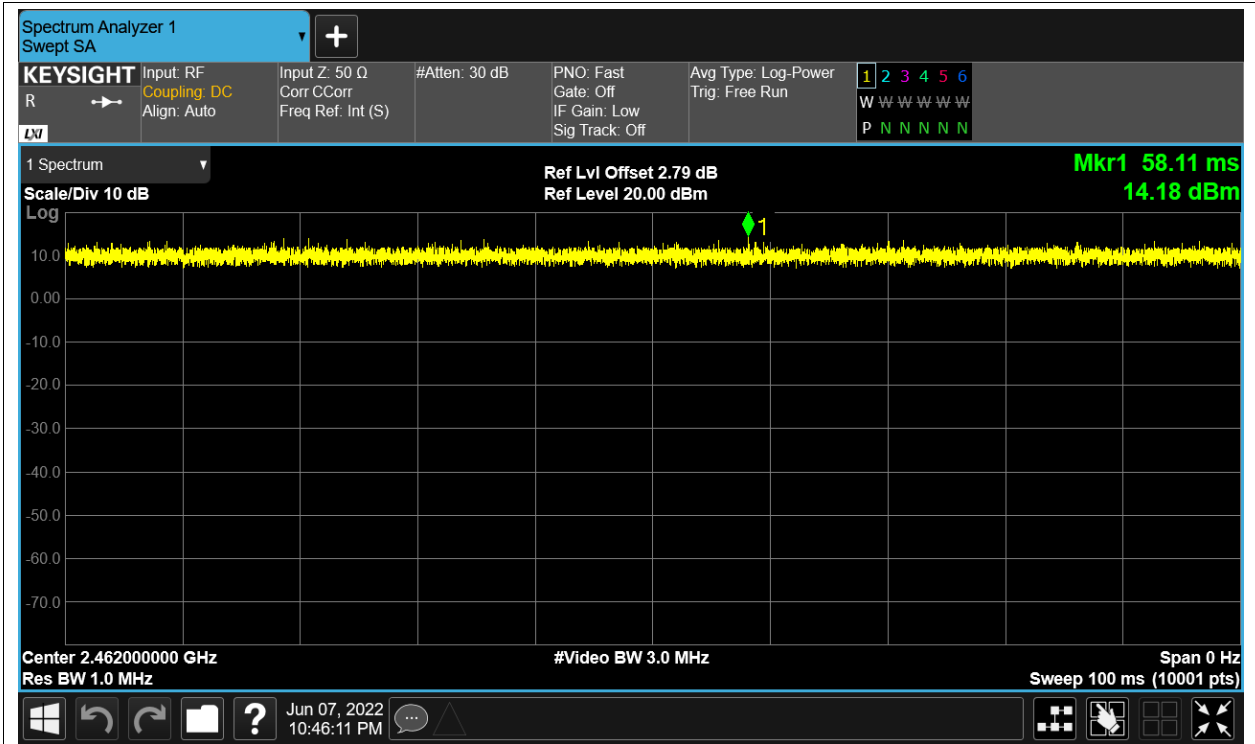 Spectrum Analyzer 1
Swept SA
KEYSIGHT
R
LXI
Input: RF
Coupling: DC
Align: Auto
Input Z: 50 Ω
Corr CCorr
Freq Ref: Int (S)
#Atten: 30 dB
PNO: Fast
Gate: Off
IF Gain: Low
Sig Track: Off
Avg Type: Log-Power
Trig: Free Run
1 2 3 4 5 6
W W W W W W
P N N N N N
1 Spectrum
Scale/Div 10 dB
Log
Ref Lvl Offset 2.79 dB
Ref Level 20.00 dBm
Mkr1 58.11 ms
14.18 dBm
1
10.0
0.00
-10.0
-20.0
-30.0
-40.0
-50.0
-60.0
-70.0
Center 2.462000000 GHz
Res BW 1.0 MHz
#Video BW 3.0 MHz
Span 0 Hz
Sweep 100 ms (10001 pts)
?
Jun 07, 2022
10:46:11 PM